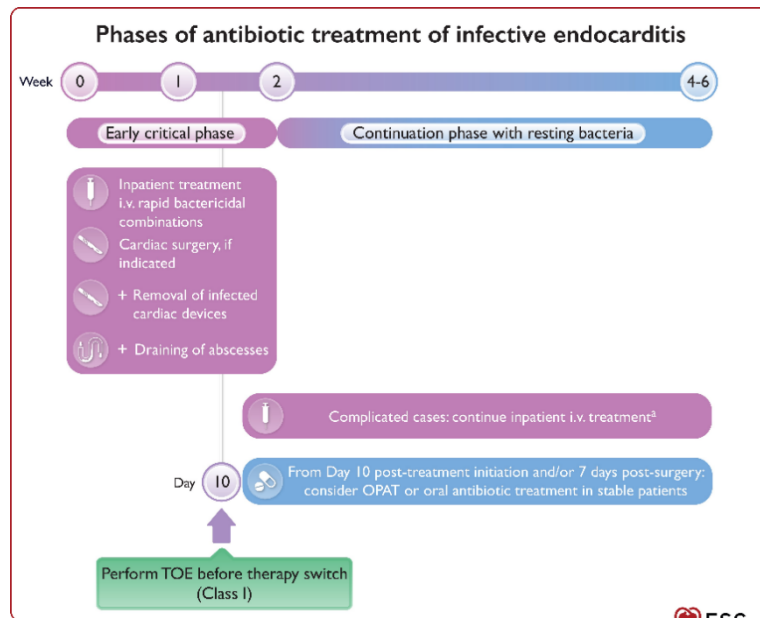 Phases of antibiotic treatment of infective endocarditis
Week 0 1 2 4-6
Early critical phase
Continuation phase with resting bacteria
Inpatient treatment
i.v. rapid bactericidal
combinations
Cardiac surgery, if
indicated
+ Removal of infected
cardiac devices
+ Draining of abscesses
Complicated cases: continue inpatient i.v. treatmentª
Day 10
From Day 10 post-treatment initiation and/or 7 days post-surgery:
consider OPAT or oral antibiotic treatment in stable patients
Perform TOE before therapy switch
(Class I)
ESC